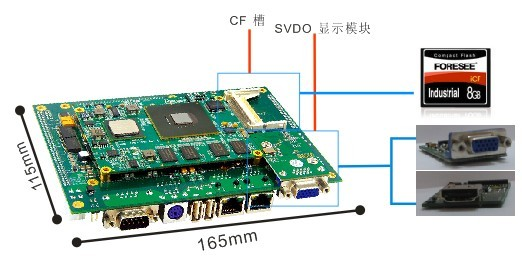 CF 槽
SVDO 显示模块
Compact Flash
FORESEE
iCF
Industrial 8GB
115mm
165mm